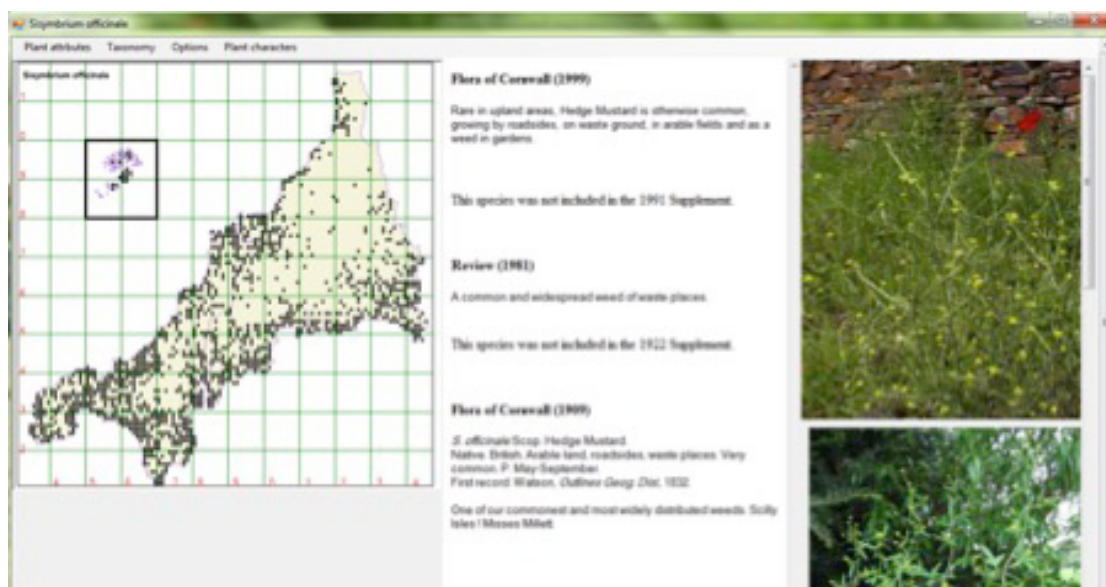 Sisymbrium officinale
Plant attributes Taxonomy Options Plant characters
Sisymbrium officinale
Flora of Cornwall (1999)
Rare in upland areas, Hedge Mustard is otherwise common,
growing by roadsides, on waste ground, in arable fields and as a
weed in gardens.
This species was not included in the 1991 Supplement.
Review (1981)
A common and widespread weed of waste places.
This species was not included in the 1922 Supplement.
Flora of Cornwall (1909)
S. officinale Scop. Hedge Mustard.
Native. British. Arable land, roadsides, waste places. Very
common. P. May-September.
First record: Watson, Outlines Geog. Dist, 1832.
One of our commonest and most widely distributed weeds. Scilly
Isles ! Misses Millett.